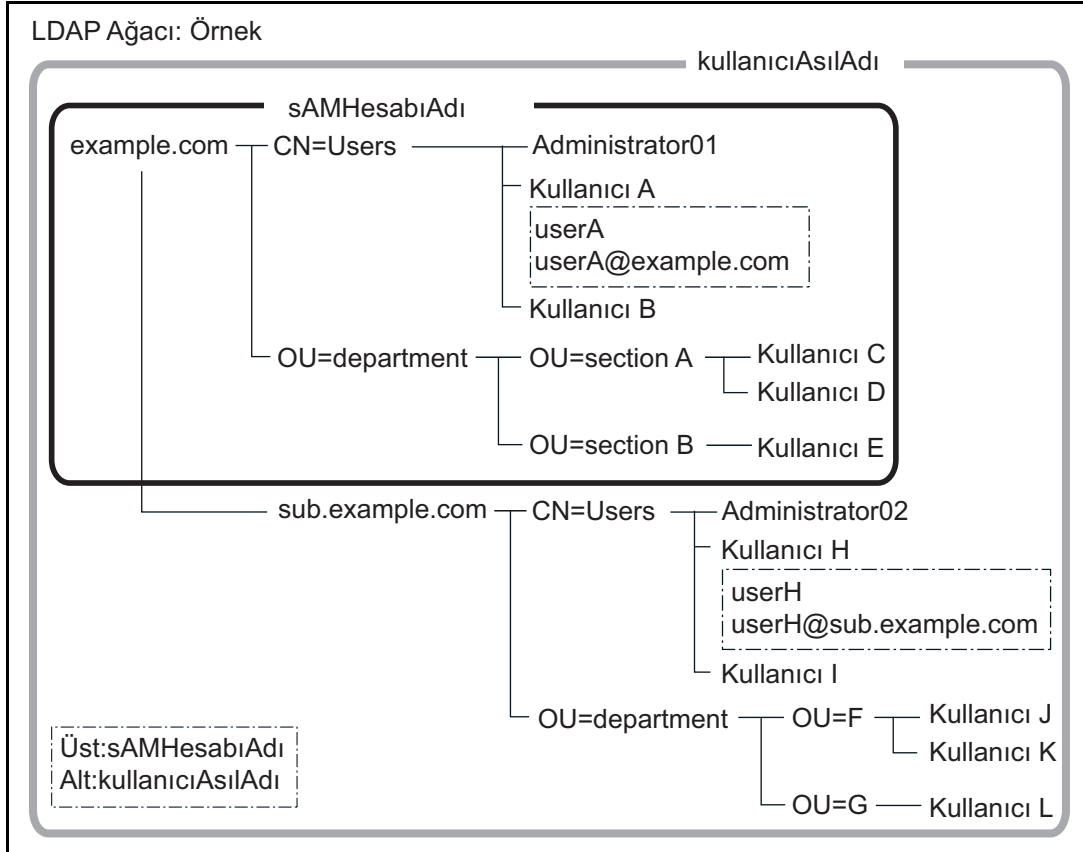 LDAP Ağacı: Örnek
kullanıcıAsılAdı
sAMHesabıAdı
example.com CN=Users Administrator01
Kullanıcı A
userA
userA@example.com
Kullanıcı B
OU=department OU=section A Kullanıcı C
Kullanıcı D
OU=section B Kullanıcı E
sub.example.com CN=Users Administrator02
Kullanıcı H
userH
userH@sub.example.com
Kullanıcı I
OU=department OU=F Kullanıcı J
Kullanıcı K
OU=G Kullanıcı L
Üst:sAMHesabıAdı
Alt:kullanıcıAsılAdı